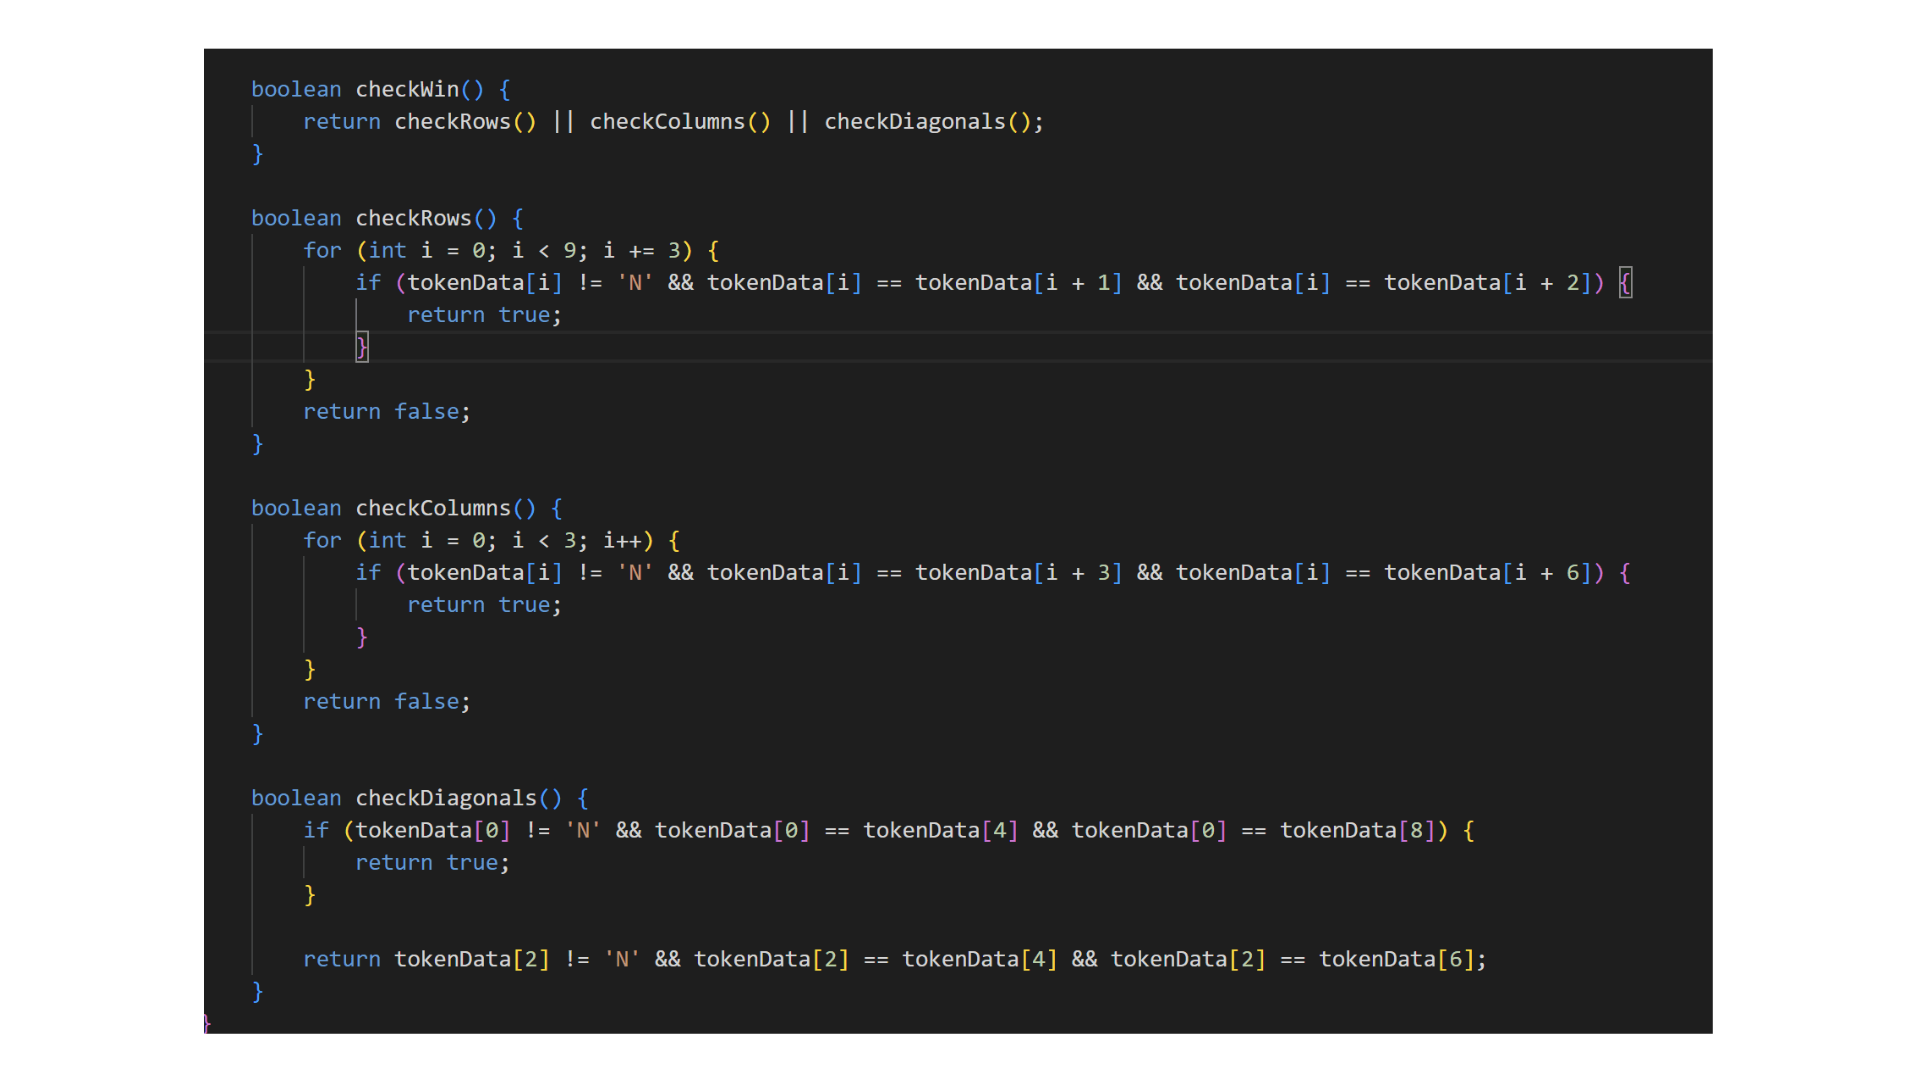 boolean checkWin() {
return checkRows() || checkColumns() || checkDiagonals();
}
boolean checkRows() {
for (int i = 0; i < 9; i += 3) {
if (tokenData[i] != 'N' && tokenData[i] == tokenData[i + 1] && tokenData[i] == tokenData[i + 2]) {
return true;
}
}
return false;
}
boolean checkColumns() {
for (int i = 0; i < 3; i++) {
if (tokenData[i] != 'N' && tokenData[i] == tokenData[i + 3] && tokenData[i] == tokenData[i + 6]) {
return true;
}
}
return false;
}
boolean checkDiagonals() {
if (tokenData[0] != 'N' && tokenData[0] == tokenData[4] && tokenData[0] == tokenData[8]) {
return true;
}
return tokenData[2] != 'N' && tokenData[2] == tokenData[4] && tokenData[2] == tokenData[6];
}
}